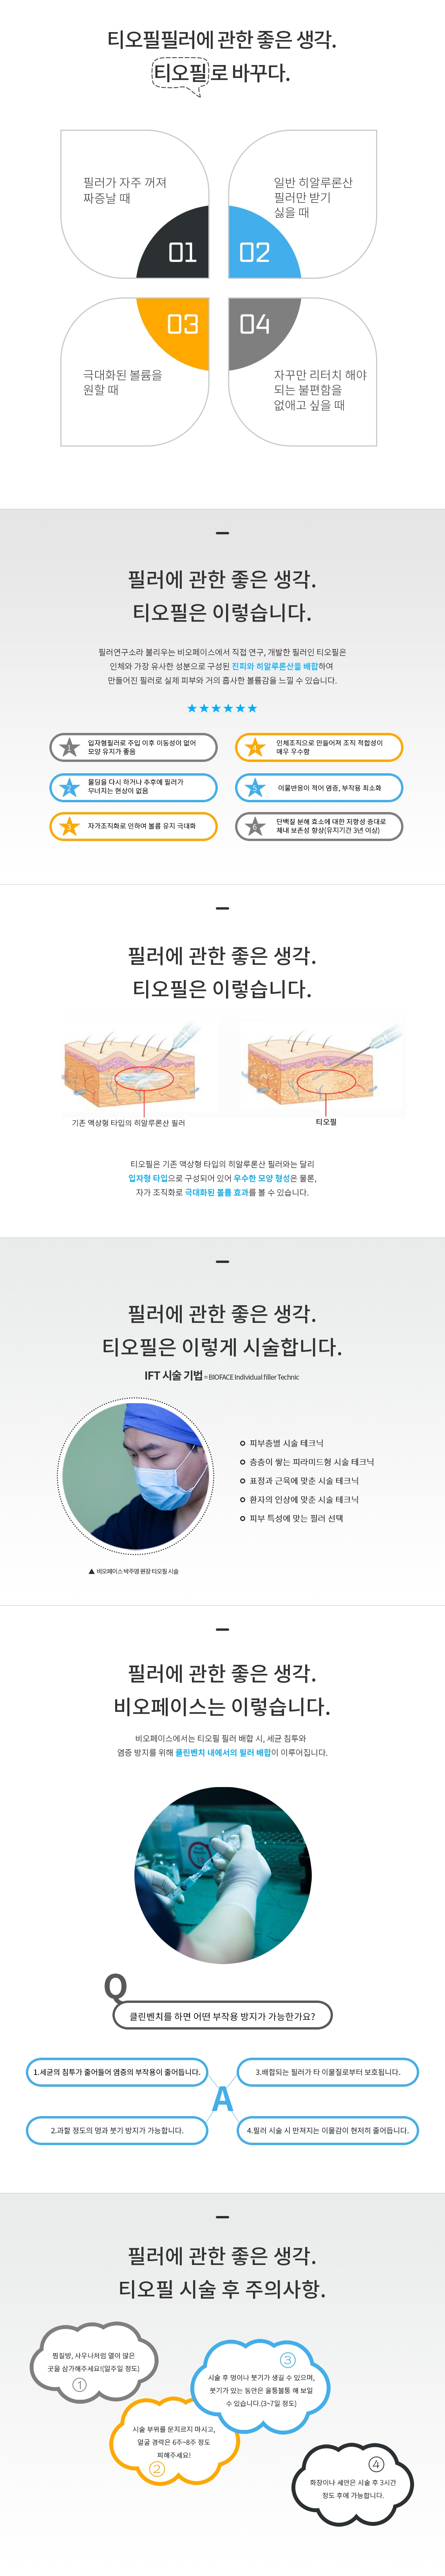 티오필필러에 관한 좋은 생각.
티오필로 바꾸다.
필러가 자주 꺼져
짜증날 때
01
일반 히알루론산
필러만 받기
싫을 때
02
03
극대화된 볼륨을
원할 때
04
자꾸만 리터치 해야
되는 불편함을
없애고 싶을 때
필러에 관한 좋은 생각.
티오필은 이렇습니다.
필러연구소라 불리우는 비오페이스에서 직접 연구, 개발한 필러인 티오필은
인체와 가장 유사한 성분으로 구성된 진피와 히알루론산을 배합하여
만들어진 필러로 실제 피부와 거의 흡사한 볼륨감을 느낄 수 있습니다.
1
입자형필러로 주입 이후 이동성이 없어
모양 유지가 좋음
4
인체조직으로 만들어져 조직 적합성이
매우 우수함
2
몰딩을 다시 하거나 추후에 필러가
무너지는 현상이 없음
5
이물반응이 적어 염증, 부작용 최소화
3
자가조직화로 인하여 볼륨 유지 극대화
6
단백질 분해 효소에 대한 저항성 증대로
체내 보존성 향상(유지기간 3년 이상)
필러에 관한 좋은 생각.
티오필은 이렇습니다.
기존 액상형 타입의 히알루론산 필러
티오필
티오필은 기존 액상형 타입의 히알루론산 필러와는 달리
입자형 타입으로 구성되어 있어 우수한 모양 형성은 물론,
자가 조직화로 극대화된 볼륨 효과를 볼 수 있습니다.
필러에 관한 좋은 생각.
티오필은 이렇게 시술합니다.
IFT 시술 기법 = BIOFACE Individual filler Technic
피부층별 시술 테크닉
층층이 쌓는 피라미드형 시술 테크닉
표정과 근육에 맞춘 시술 테크닉
환자의 인상에 맞춘 시술 테크닉
피부 특성에 맞는 필러 선택
▲ 비오페이스 박주영 원장 티오필 시술
필러에 관한 좋은 생각.
비오페이스는 이렇습니다.
비오페이스에서는 티오필 필러 배합 시, 세균 침투와
염증 방지를 위해 클린벤치 내에서의 필러 배합이 이루어집니다.
Q
클린벤치를 하면 어떤 부작용 방지가 가능한가요?
1.세균의 침투가 줄어들어 염증의 부작용이 줄어듭니다.
3.배합되는 필러가 타 이물질로부터 보호됩니다.
A
2.과할 정도의 멍과 붓기 방지가 가능합니다.
4.필러 시술 시 만져지는 이물감이 현저히 줄어듭니다.
필러에 관한 좋은 생각.
티오필 시술 후 주의사항.
찜질방, 사우나처럼 열이 많은
곳을 삼가해주세요!(일주일 정도)
1
시술 부위를 문지르지 마시고,
얼굴 경락은 6주~8주 정도
피해주세요!
2
3
시술 후 멍이나 붓기가 생길 수 있으며,
붓기가 있는 동안은 울퉁불퉁 해 보일
수 있습니다.(3~7일 정도)
4
화장이나 세안은 시술 후 3시간
정도 후에 가능합니다.